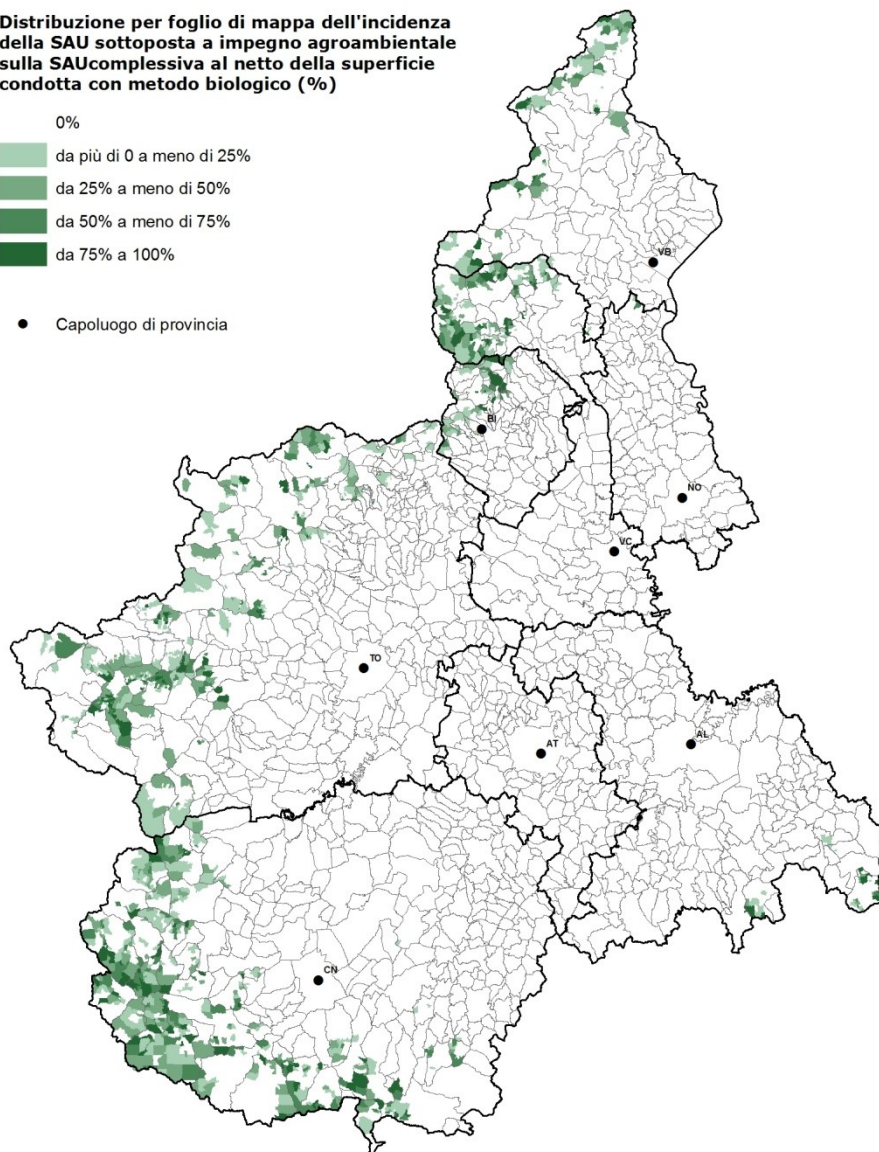 Distribuzione per foglio di mappa dell'incidenza
della SAU sottoposta a impegno agroambientale
sulla SAUcomplessiva al netto della superficie
condotta con metodo biologico (%)
0%
da più di 0 a meno di 25%
da 25% a meno di 50%
da 50% a meno di 75%
da 75% a 100%
Capoluogo di provincia
VB
BI
NO
VC
TO
AL
AT
CN